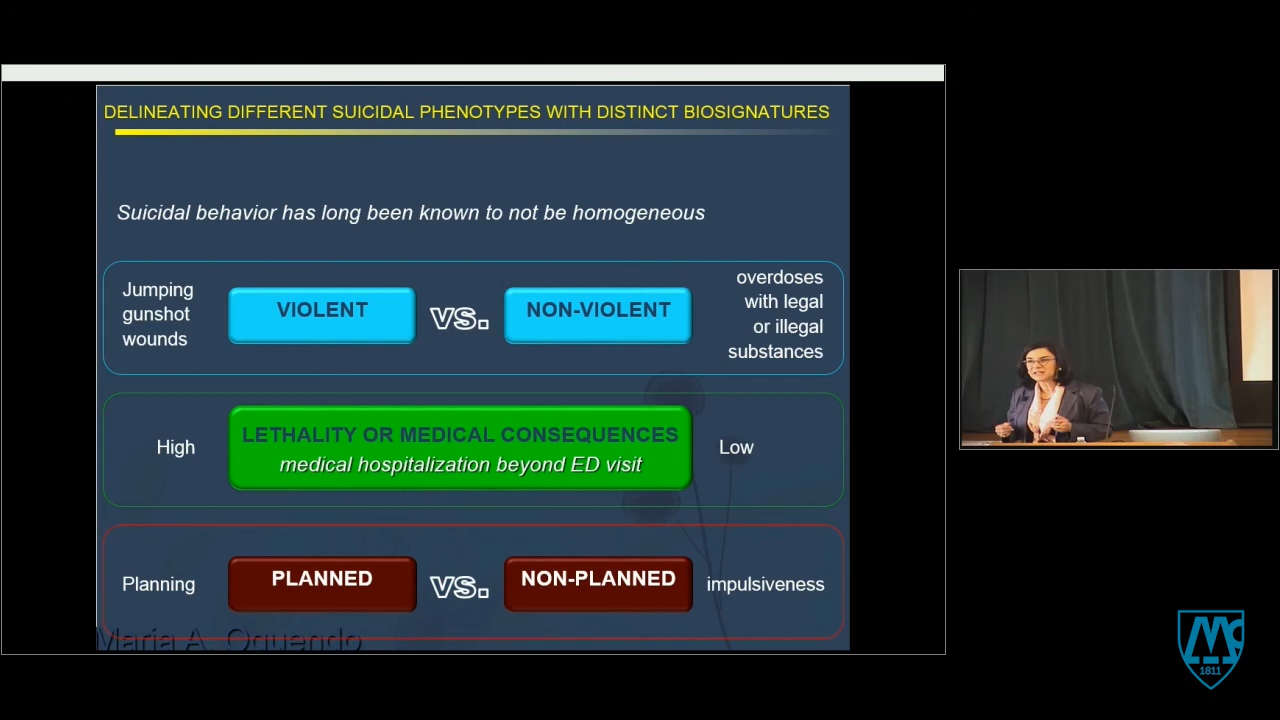 DELINEATING DIFFERENT SUICIDAL PHENOTYPES WITH DISTINCT BIOSIGNATURES
Suicidal behavior has long been known to not be homogeneous
Jumping
gunshot
wounds
VIOLENT
VS.
NON-VIOLENT
overdoses
with legal
or illegal
substances
High
LETHALITY OR MEDICAL CONSEQUENCES
medical hospitalization beyond ED visit
Low
Planning
PLANNED
VS.
NON-PLANNED
impulsiveness
Maria A. Oquendo
1811